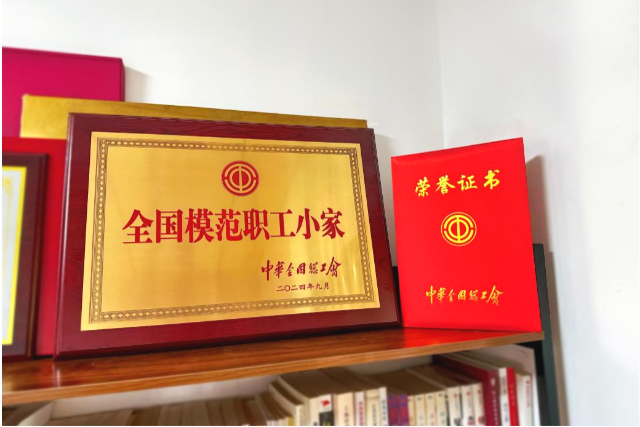 全国模范职工小家
中华全国总工会
二〇二四年九月
荣誉证书
中华全国总工会